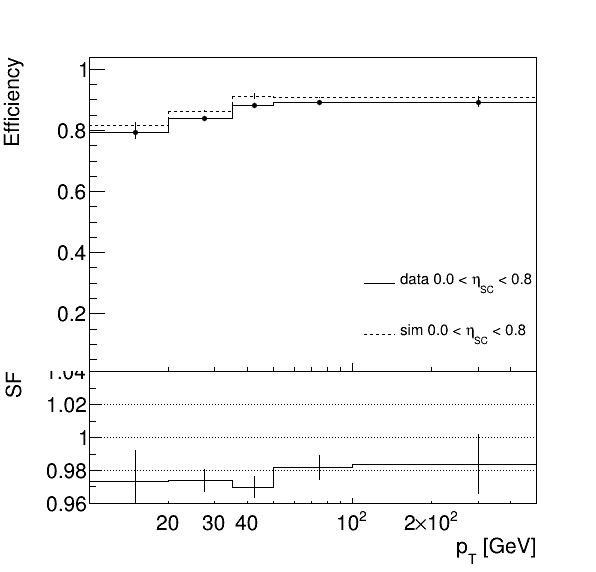 Efficiency
1
0.8
0.6
0.4
0.2
data 0.0 < η_SC < 0.8
sim 0.0 < η_SC < 0.8
SF
1.04
1.02
1
0.98
0.96
20 30 40 10² 2×10²
p_T [GeV]